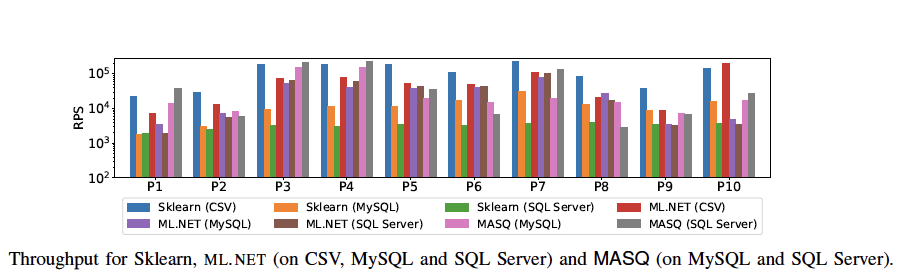 RPS
10^5
10^4
10^3
10^2
P1 P2 P3 P4 P5 P6 P7 P8 P9 P10
Sklearn (CSV) Sklearn (MySQL) Sklearn (SQL Server) ML.NET (CSV)
ML.NET (MySQL) ML.NET (SQL Server) MASQ (MySQL) MASQ (SQL Server)
Throughput for Sklearn, ML.NET (on CSV, MySQL and SQL Server) and MASQ (on MySQL and SQL Server).